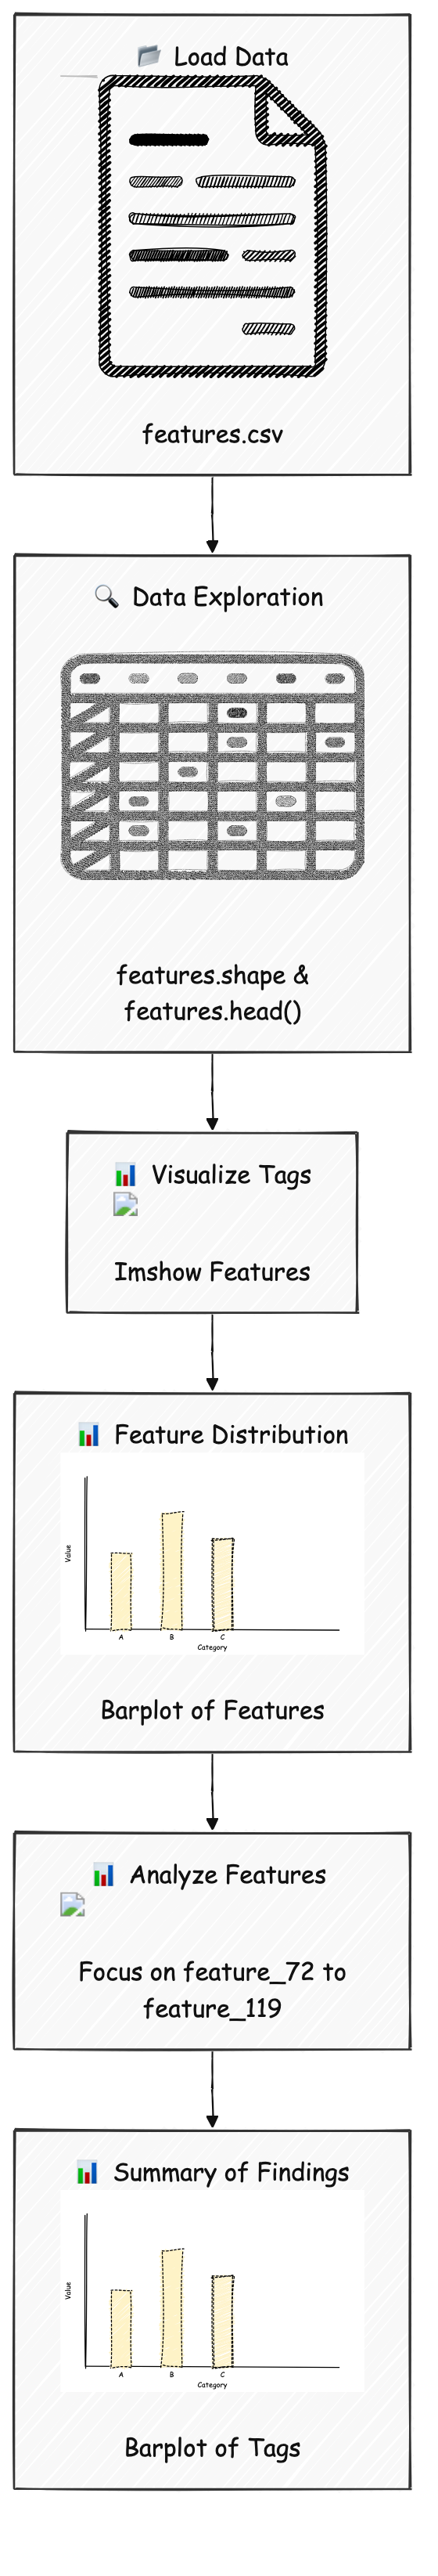 📂 Load Data
features.csv
🔍 Data Exploration
features.shape &
features.head()
📊 Visualize Tags
Imshow Features
📊 Feature Distribution
Value
A B C
Category
Barplot of Features
📊 Analyze Features
Focus on feature_72 to
feature_119
📊 Summary of Findings
Value
A B C
Category
Barplot of Tags